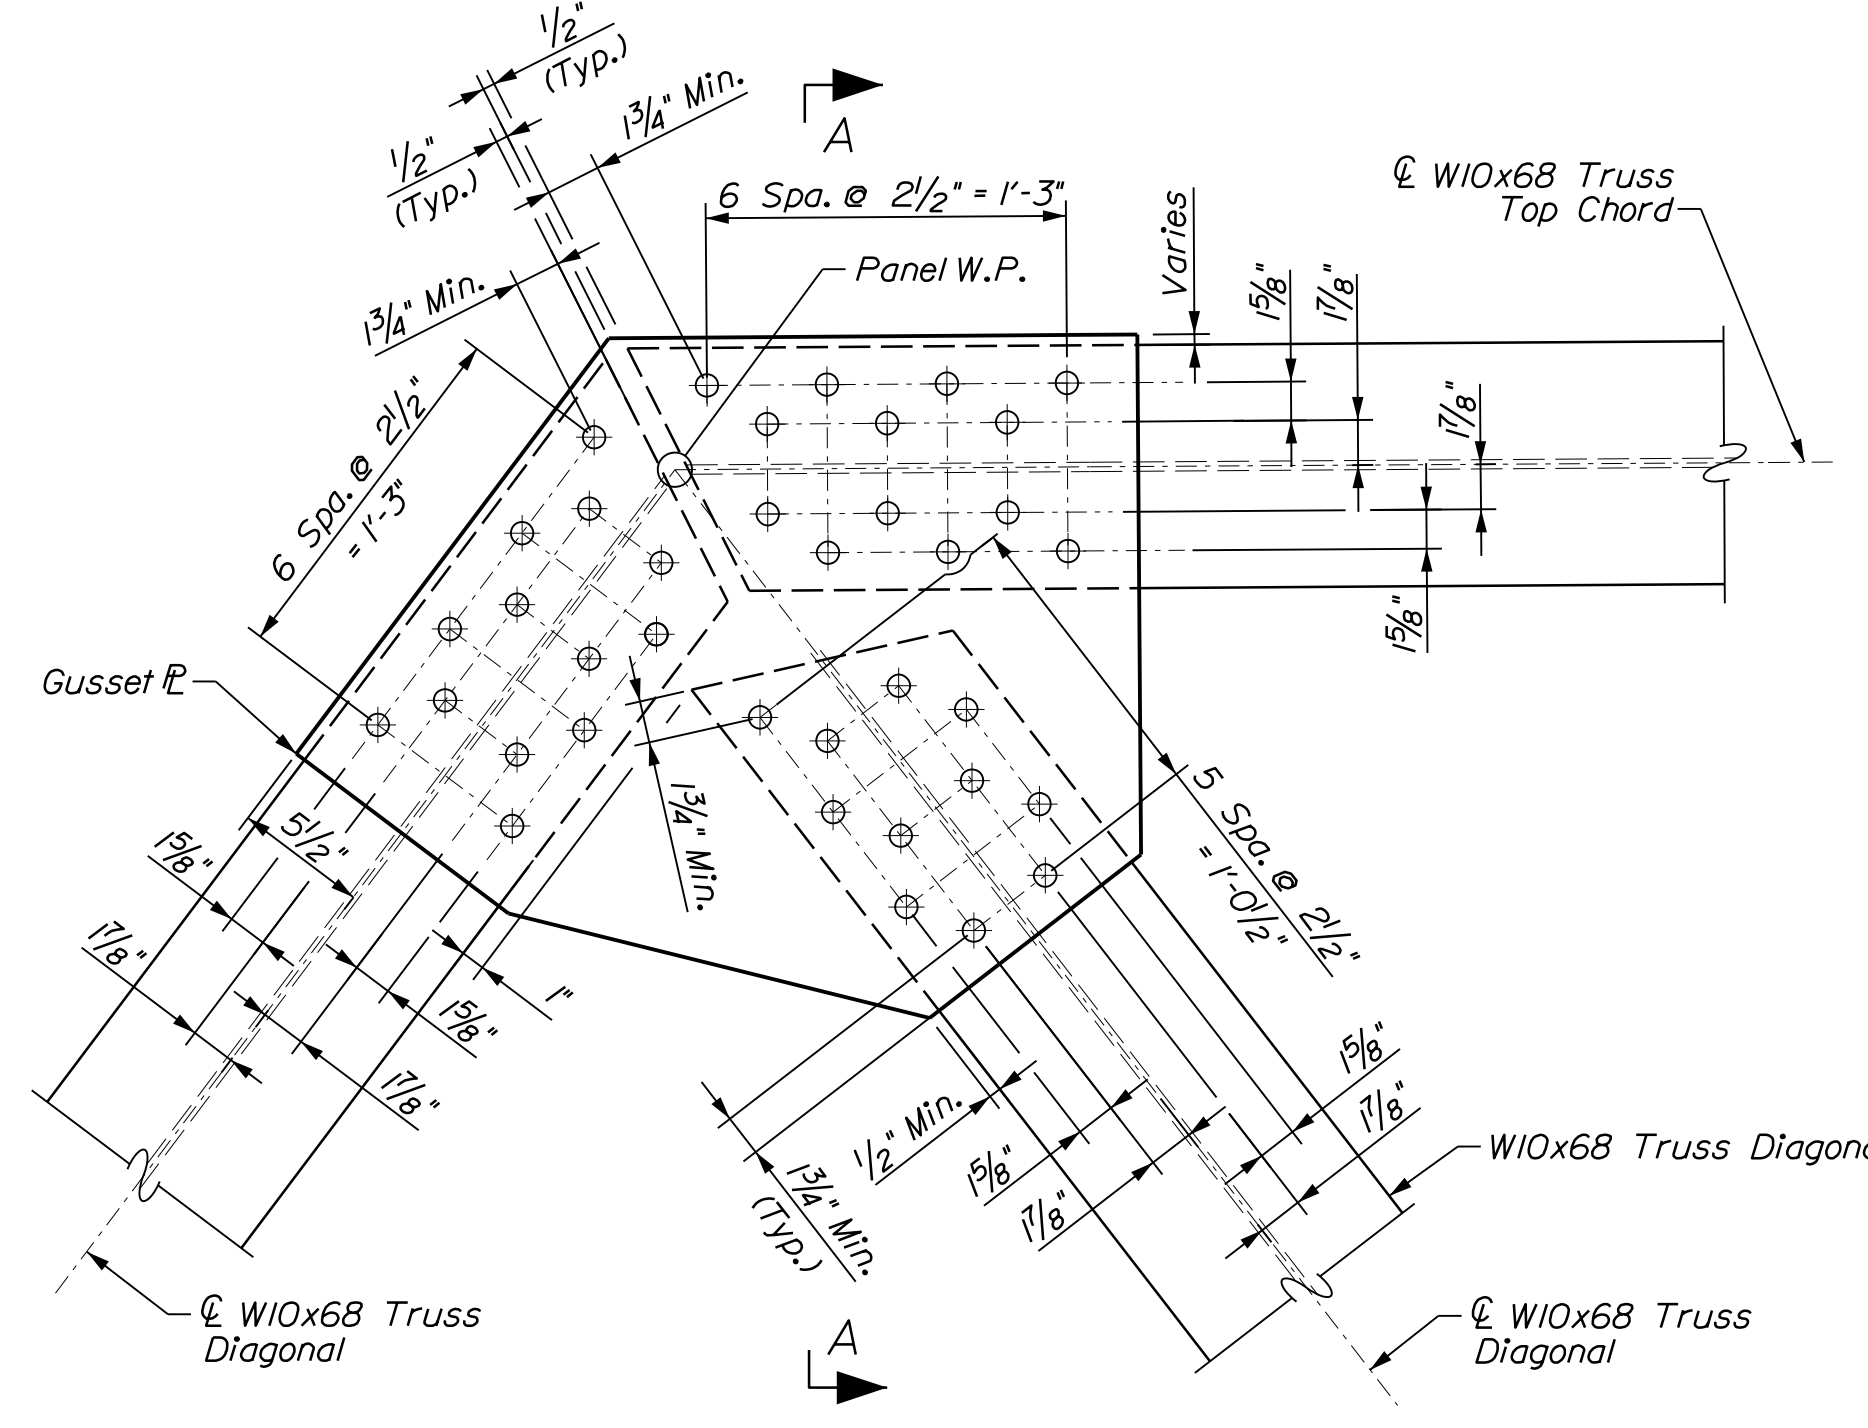 1/2"
(Typ.)
1 3/4" Min.
A
1/2"
(Typ.)
6 Spa. @ 2 1/2" = 1'-3"
Varies
℄ W10x68 Truss
Top Chord
Panel W.P.
1 5/8"
1 7/8"
1 3/4" Min.
1 7/8"
6 Spa. @ 2 1/2"
= 1'-3"
1 5/8"
Gusset ℙL
1 3/4" Min.
5 Spa. @ 2 1/2"
= 1'-0 1/2"
5 1/2"
1 5/8"
1 7/8"
1"
1 5/8"
1 7/8"
1/2" Min.
1 5/8"
1 7/8"
1 5/8"
1 7/8"
1 3/4" Min.
(Typ.)
W10x68 Truss Diagona
℄ W10x68 Truss
Diagonal
℄ W10x68 Truss
Diagonal
A